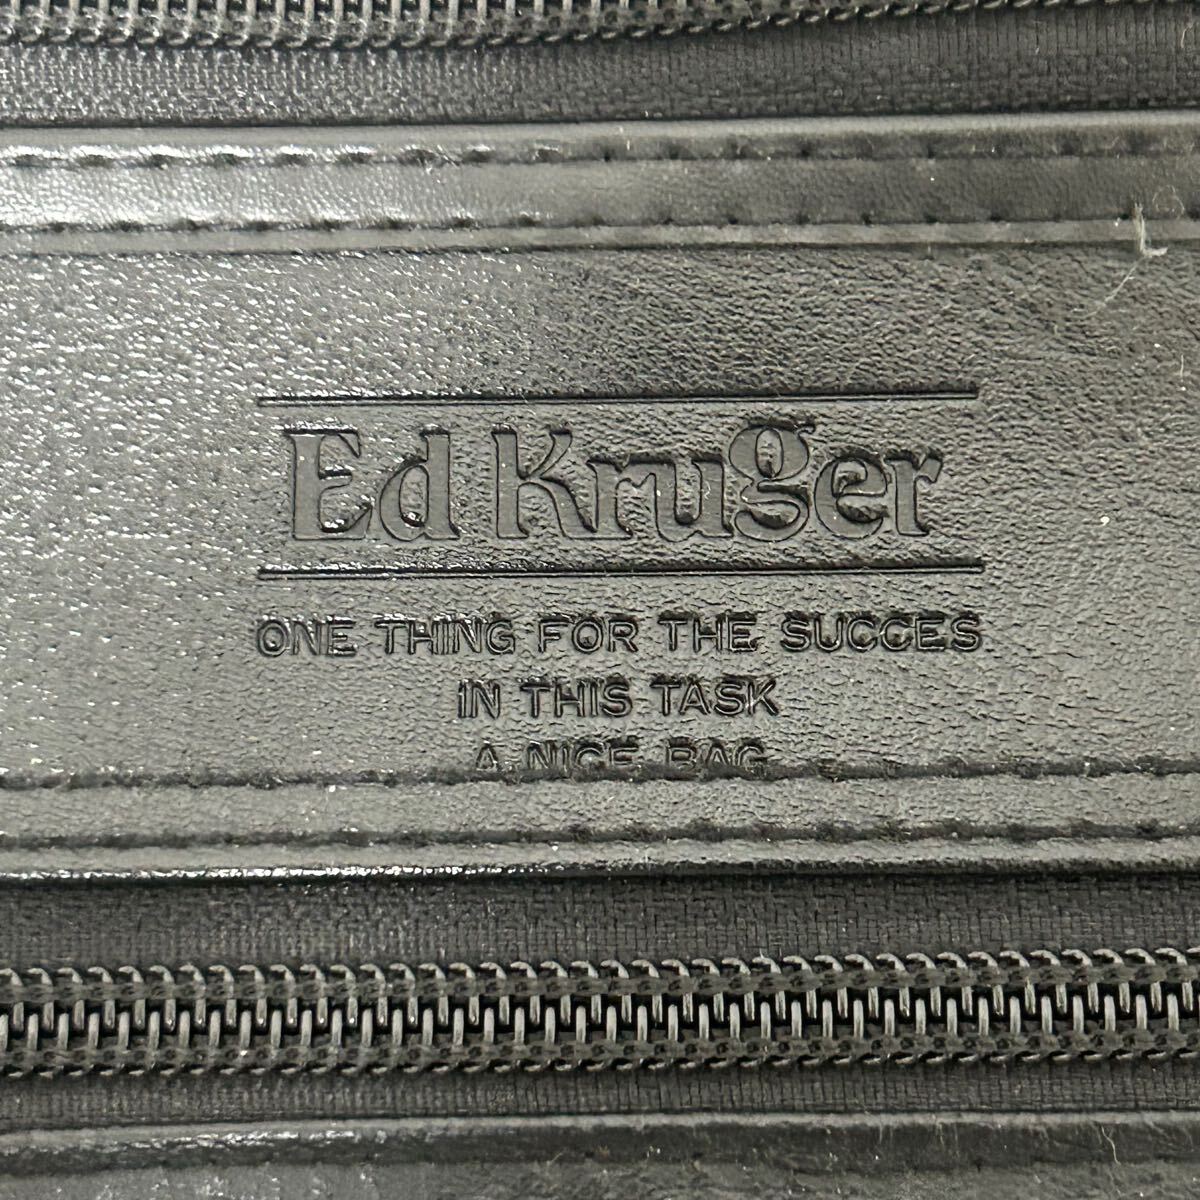 Ed Kruger
ONE THING FOR THE SUCCES
IN THIS TASK
A NICE BAG